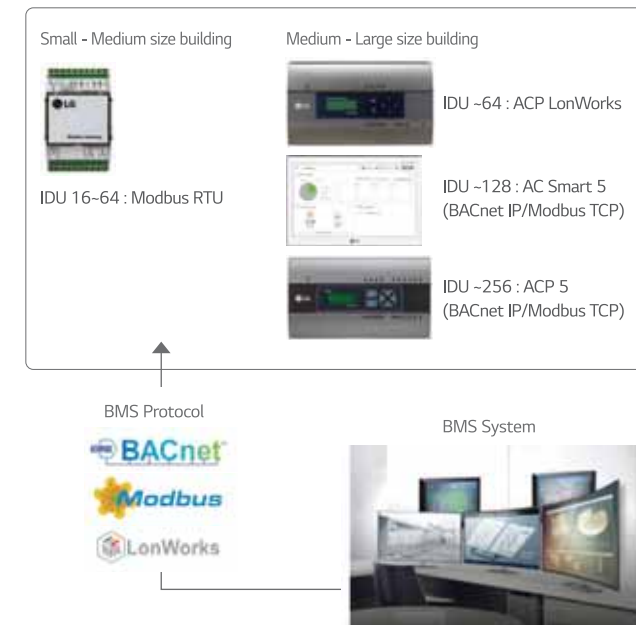 Small - Medium size building
Medium - Large size building
LG
IDU 16~64 : Modbus RTU
IDU ~64 : ACP LonWorks
IDU ~128 : AC Smart 5
(BACnet IP/Modbus TCP)
LG
IDU ~256 : ACP 5
(BACnet IP/Modbus TCP)
BMS Protocol
BACnet
Modbus
LonWorks
BMS System